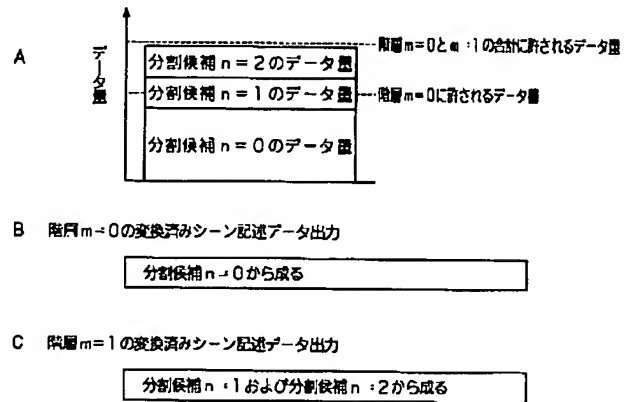 A
データ量
階層m=0とm=1の合計に許されるデータ量
分割候補n=2のデータ量
分割候補n=1のデータ量
階層m=0に許されるデータ量
分割候補n=0のデータ量
B 階層m=0の変換済みシーン記述データ出力
分割候補n=0から成る
C 階層m=1の変換済みシーン記述データ出力
分割候補n=1および分割候補n=2から成る